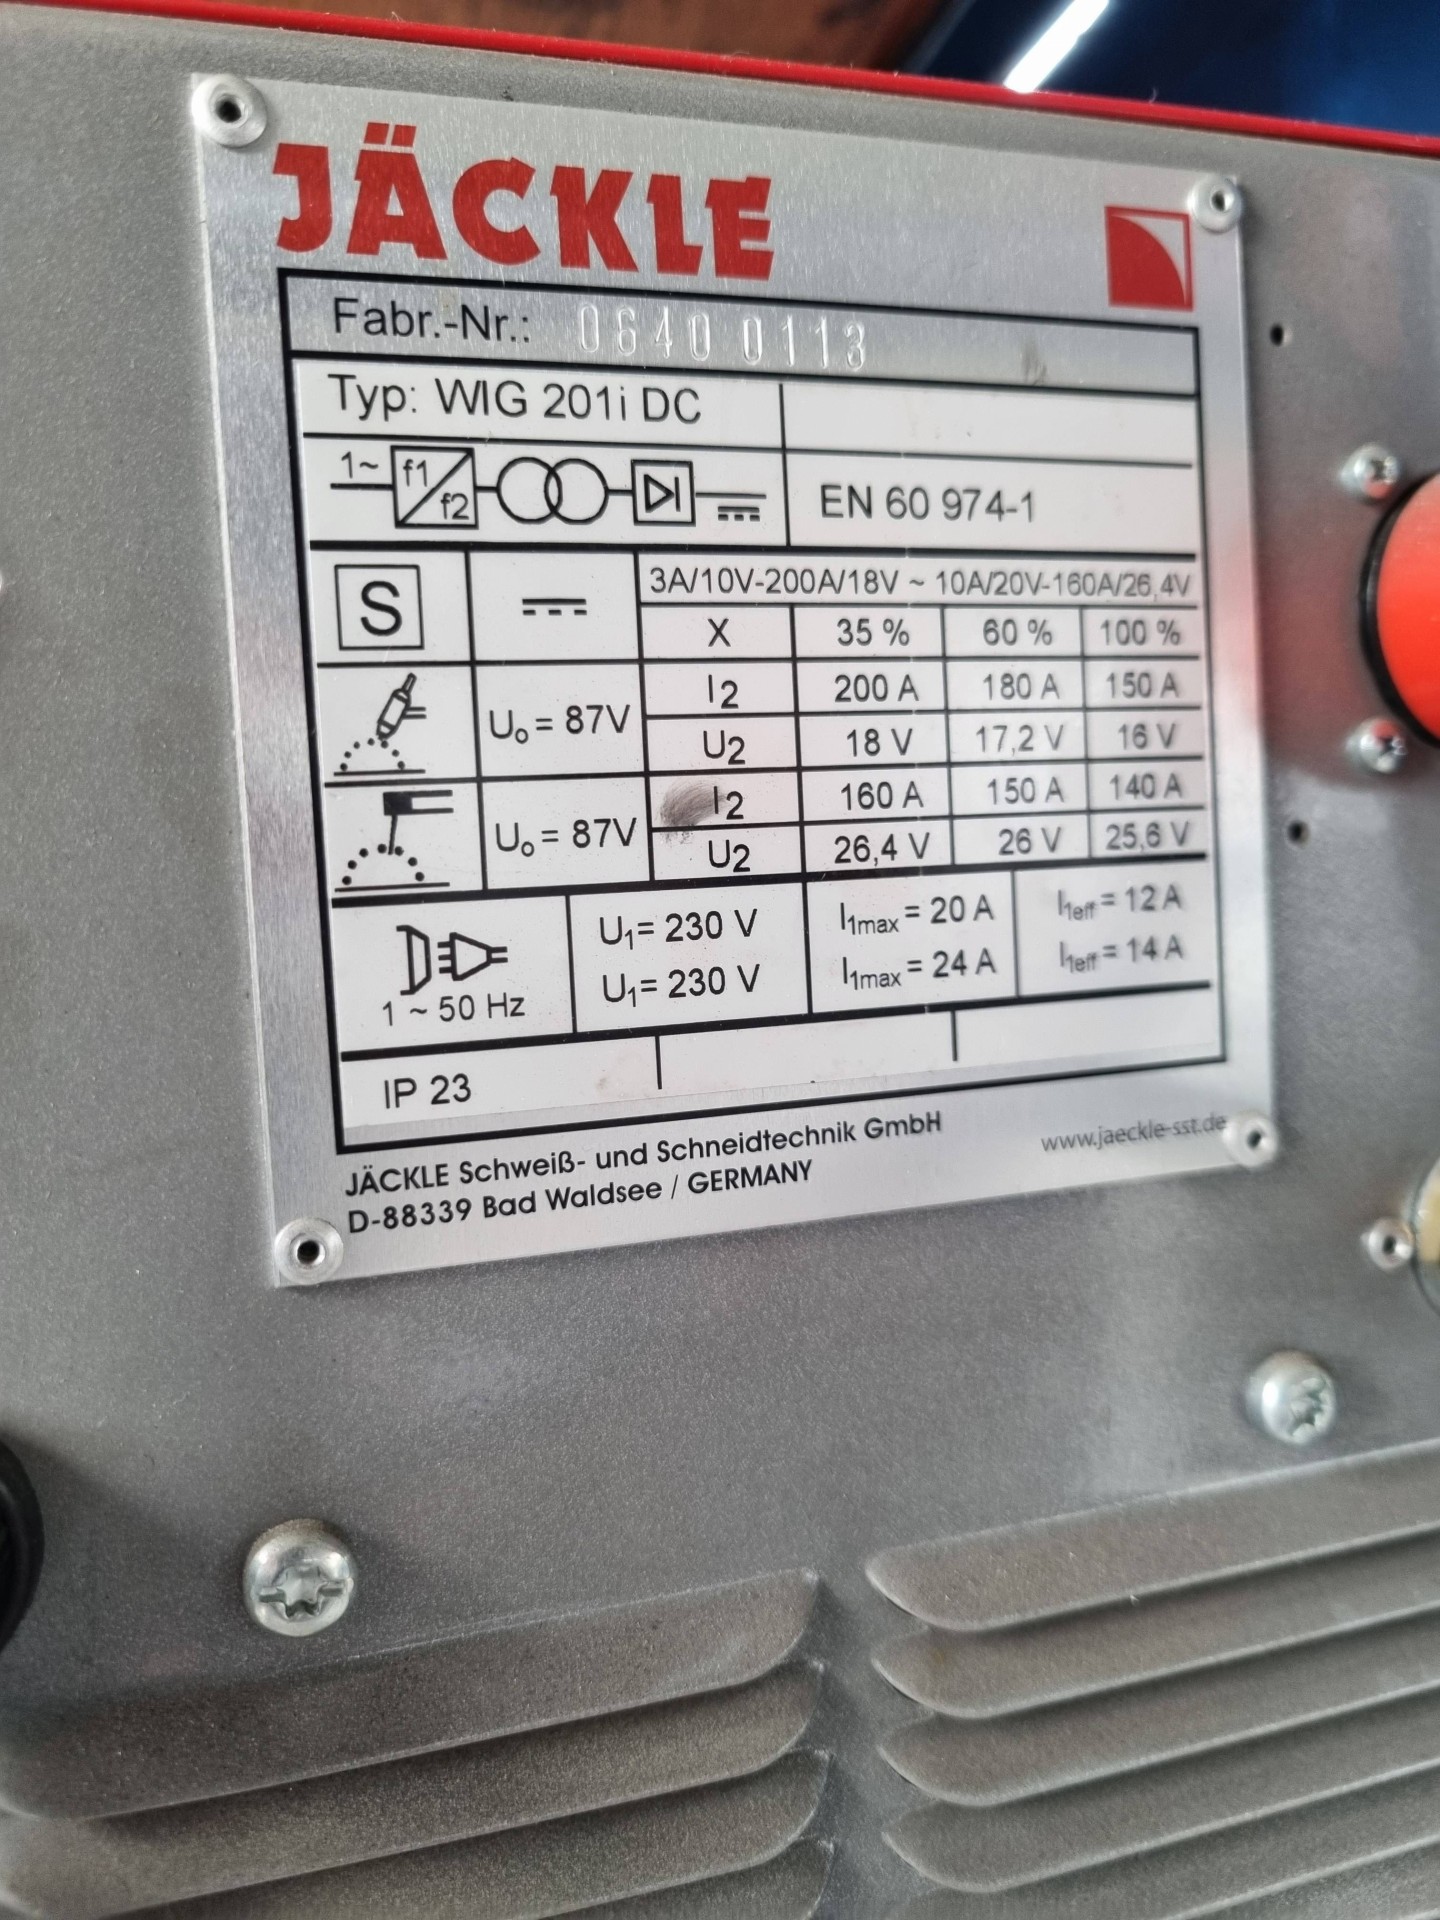 JÄCKLE
Fabr.-Nr.: 0640 0113
Typ: WIG 201i DC
1~ f1 f2 EN 60 974-1
S 3A/10V-200A/18V ~ 10A/20V-160A/26,4V
X 35 % 60 % 100 %
U₀ = 87V I2 200 A 180 A 150 A
U2 18 V 17,2 V 16 V
U₀ = 87V I2 160 A 150 A 140 A
U2 26,4 V 26 V 25,6 V
1 ~ 50 Hz U₁= 230 V I1max = 20 A I1eff = 12 A
U₁= 230 V I1max = 24 A I1eff = 14 A
IP 23
JÄCKLE Schweiß- und Schneidtechnik GmbH www.jaeckle-sst.de
D-88339 Bad Waldsee / GERMANY